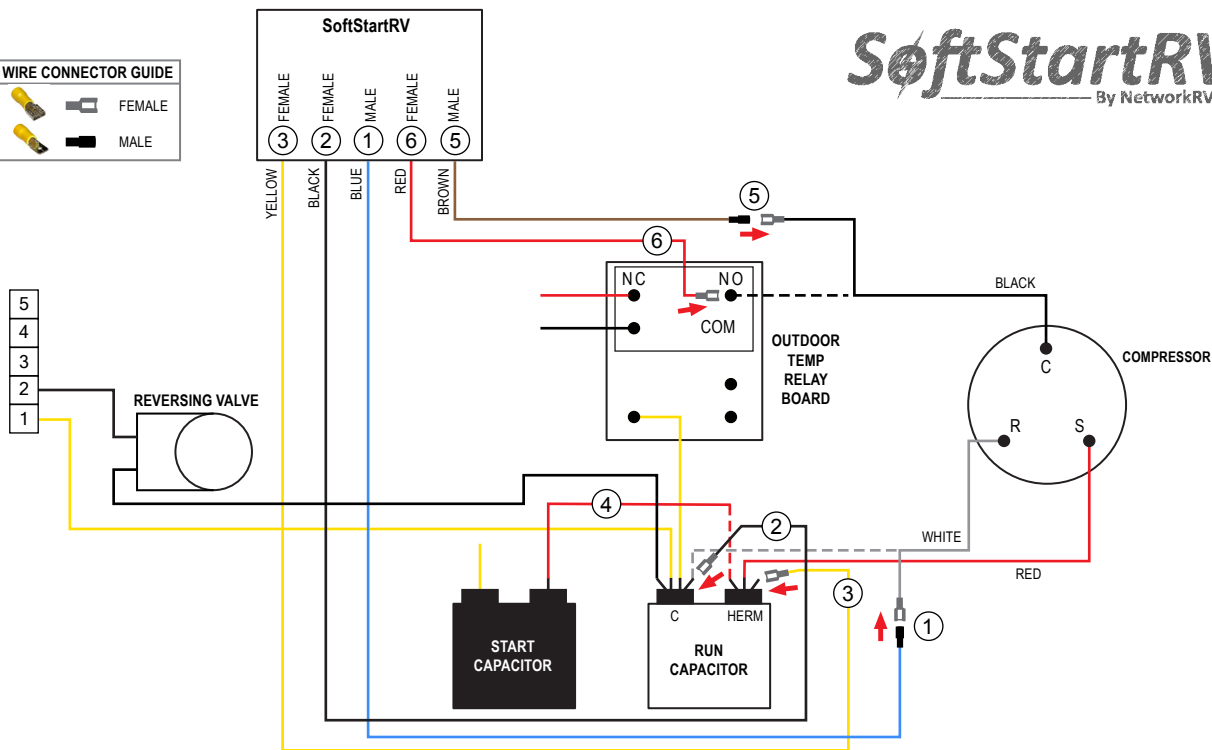 SoftStartRV
SoftStartRV
By NetworkRV
WIRE CONNECTOR GUIDE
FEMALE
MALE
FEMALE
FEMALE
MALE
FEMALE
MALE
3
2
1
6
5
YELLOW
BLACK
BLUE
RED
BROWN
5
6
NC
NO
COM
OUTDOOR
TEMP
RELAY
BOARD
BLACK
COMPRESSOR
C
R
S
5
4
3
2
1
REVERSING VALVE
4
2
WHITE
RED
3
1
START
CAPACITOR
C
HERM
RUN
CAPACITOR